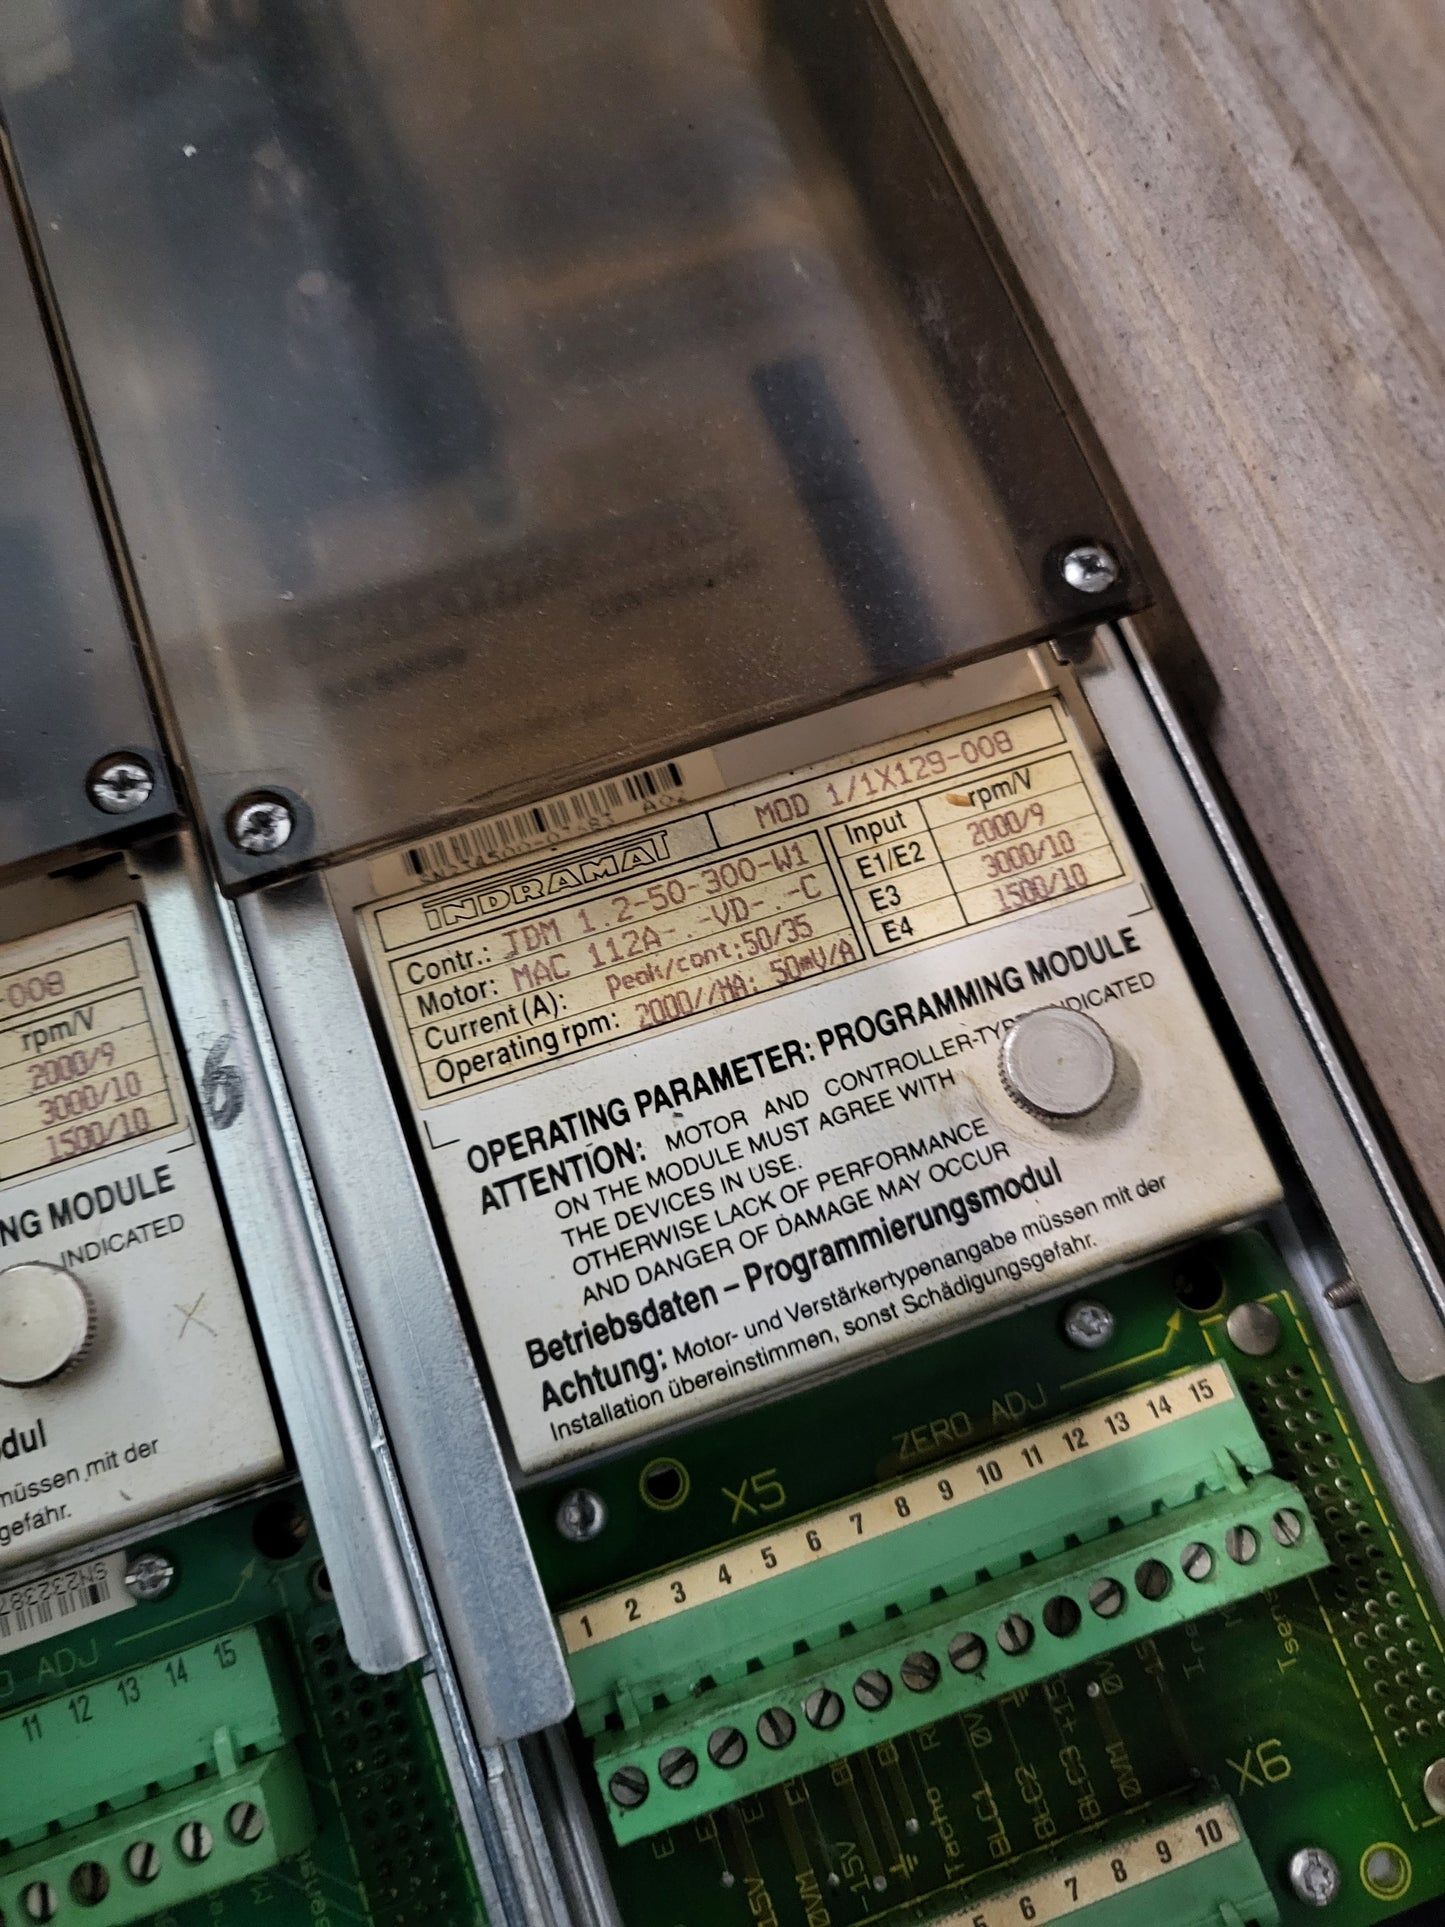 INDRAMAT
MOD 1/1X129-008
Contr.: TDM 1.2-50-300-W1
Motor: MAC 112A-.-VD-.-C
Current (A): Peak/cont:50/35
Operating rpm: 2000//MA: 50mV/A
Input rpm/V
E1/E2 2000/9
E3 3000/10
E4 1500/10
OPERATING PARAMETER: PROGRAMMING MODULE
ATTENTION: MOTOR AND CONTROLLER-TYPE INDICATED
ON THE MODULE MUST AGREE WITH
THE DEVICES IN USE.
OTHERWISE LACK OF PERFORMANCE
AND DANGER OF DAMAGE MAY OCCUR
Betriebsdaten – Programmierungsmodul
Achtung: Motor- und Verstärkertypenangabe müssen mit der
Installation übereinstimmen, sonst Schädigungsgefahr.
ZERO ADJ
X5
1 2 3 4 5 6 7 8 9 10 11 12 13 14 15
Tacho
0V
BLC1
BLC2
BLC3
+15
0VM
-15V
0VM
X6
5 6 7 8 9 10
-008
rpm/V
2000/9
3000/10
1500/10
6
NG MODULE
INDICATED
X
dul
müssen mit der
gefahr.
SN23238
ADJ
11 12 13 14 15